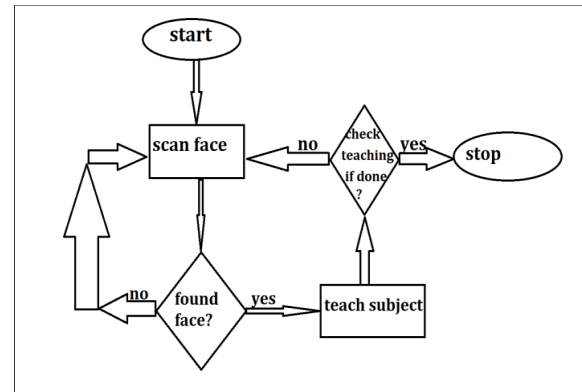 start
scan face
no
check
teaching
if done
?
yes
stop
no
found
face?
yes
teach subject